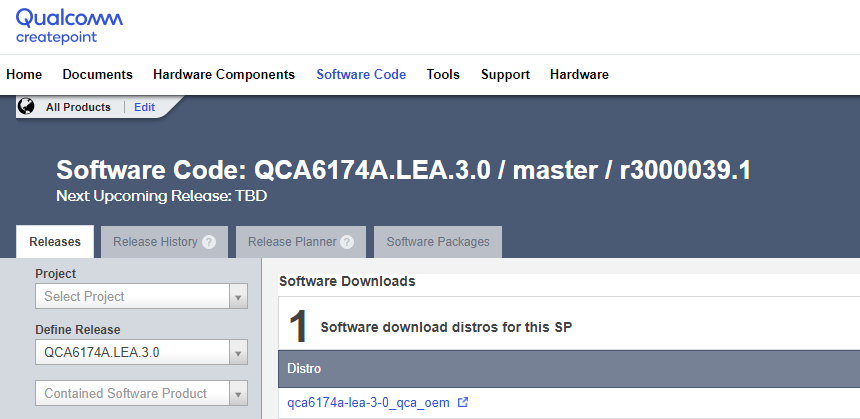 Qualcomm
createpoint
Home Documents Hardware Components Software Code Tools Support Hardware
All Products Edit
Software Code: QCA6174A.LEA.3.0 / master / r3000039.1
Next Upcoming Release: TBD
Releases Release History ? Release Planner ? Software Packages
Project
Select Project
Define Release
QCA6174A.LEA.3.0
Contained Software Product
Software Downloads
1 Software download distros for this SP
Distro
qca6174a-lea-3-0_qca_oem